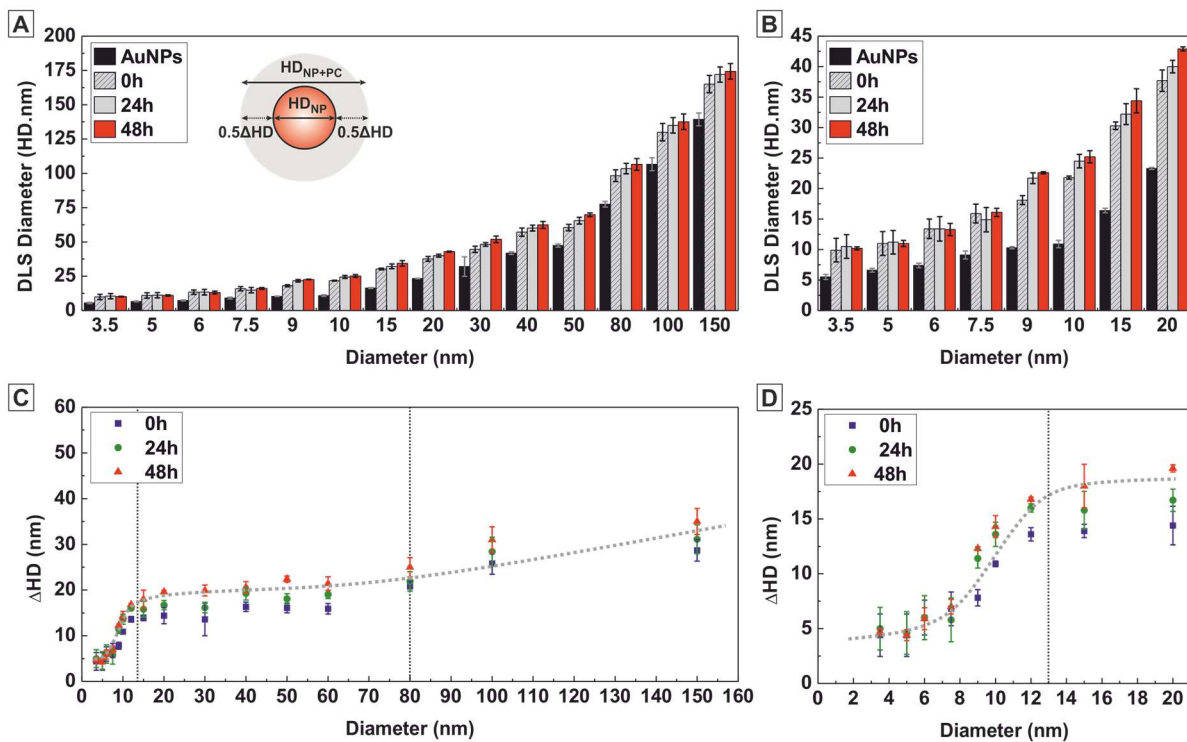 A
DLS Diameter (HD.nm)
200
175
150
125
100
75
50
25
0
AuNPs
0h
24h
48h
HD NP+PC
HD NP
0.5ΔHD
0.5ΔHD
3.5 5 6 7.5 9 10 15 20 30 40 50 80 100 150
Diameter (nm)
B
DLS Diameter (HD.nm)
45
40
35
30
25
20
15
10
5
0
AuNPs
0h
24h
48h
3.5 5 6 7.5 9 10 15 20
Diameter (nm)
C
ΔHD (nm)
60
50
40
30
20
10
0
0h
24h
48h
0 10 20 30 40 50 60 70 80 90 100 110 120 130 140 150 160
Diameter (nm)
D
ΔHD (nm)
25
20
15
10
5
0
0h
24h
48h
0 2 4 6 8 10 12 14 16 18 20
Diameter (nm)